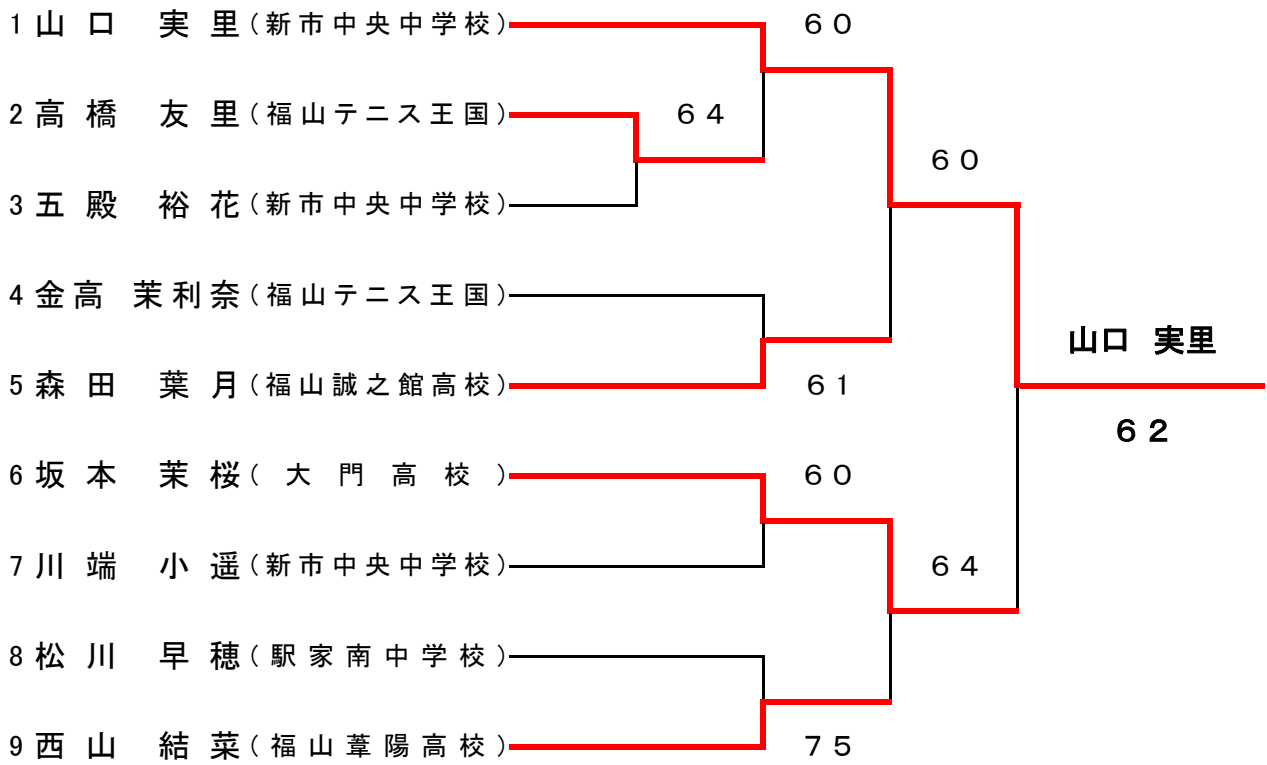 1 山口 実里 (新市中央中学校) 60
2 高橋 友里 (福山テニス王国) 64
60
3 五殿 裕花 (新市中央中学校)
4 金高 茉利奈 (福山テニス王国)
山口 実里
5 森田 葉月 (福山誠之館高校) 61
62
6 坂本 茉桜 (大門高校) 60
7 川端 小遥 (新市中央中学校) 64
8 松川 早穂 (駅家南中学校)
9 西山 結菜 (福山葦陽高校) 75